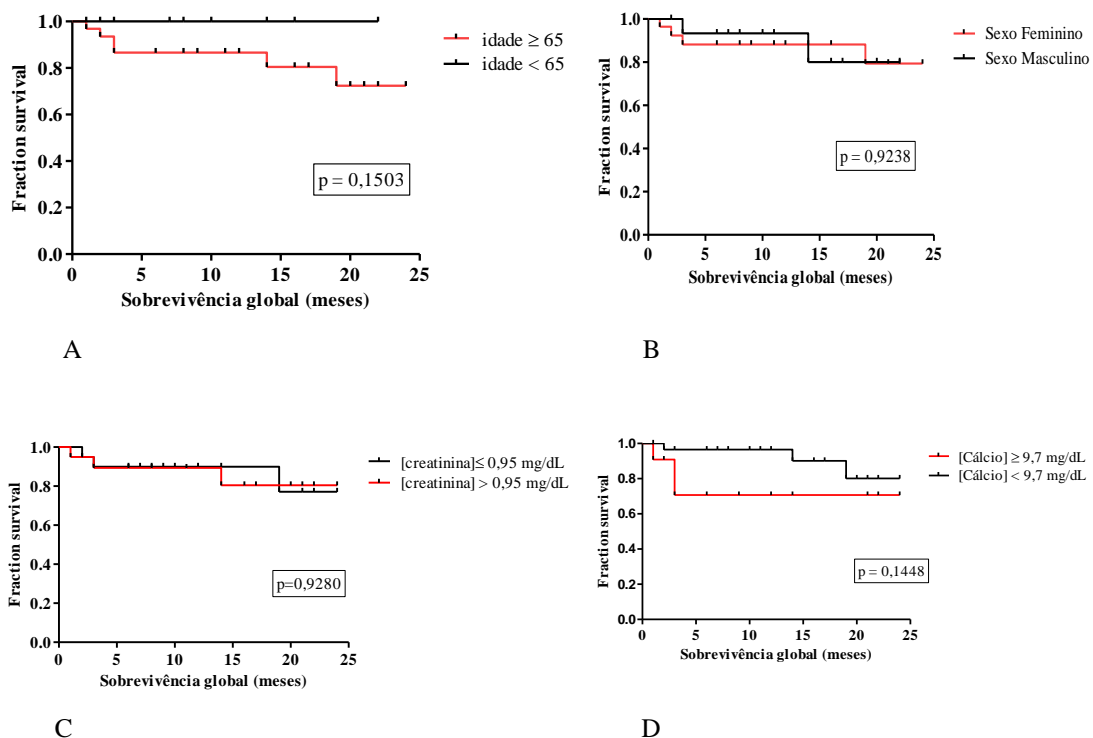 1.0
0.8
0.6
0.4
0.2
0.0
0 5 10 15 20 25
Fraction survival
Sobrevivência global (meses)
idade ≥ 65
idade < 65
p = 0,1503
A
1.0
0.8
0.6
0.4
0.2
0.0
0 5 10 15 20 25
Fraction survival
Sobrevivência global (meses)
Sexo Feminino
Sexo Masculino
p = 0,9238
B
1.0
0.8
0.6
0.4
0.2
0.0
0 5 10 15 20 25
Fraction survival
Sobrevivência global (meses)
[creatinina]≤ 0,95 mg/dL
[creatinina] > 0,95 mg/dL
p=0,9280
C
1.0
0.8
0.6
0.4
0.2
0.0
0 5 10 15 20 25
Fraction survival
Sobrevivência global (meses)
[Cálcio] ≥ 9,7 mg/dL
[Cálcio] < 9,7 mg/dL
p = 0,1448
D